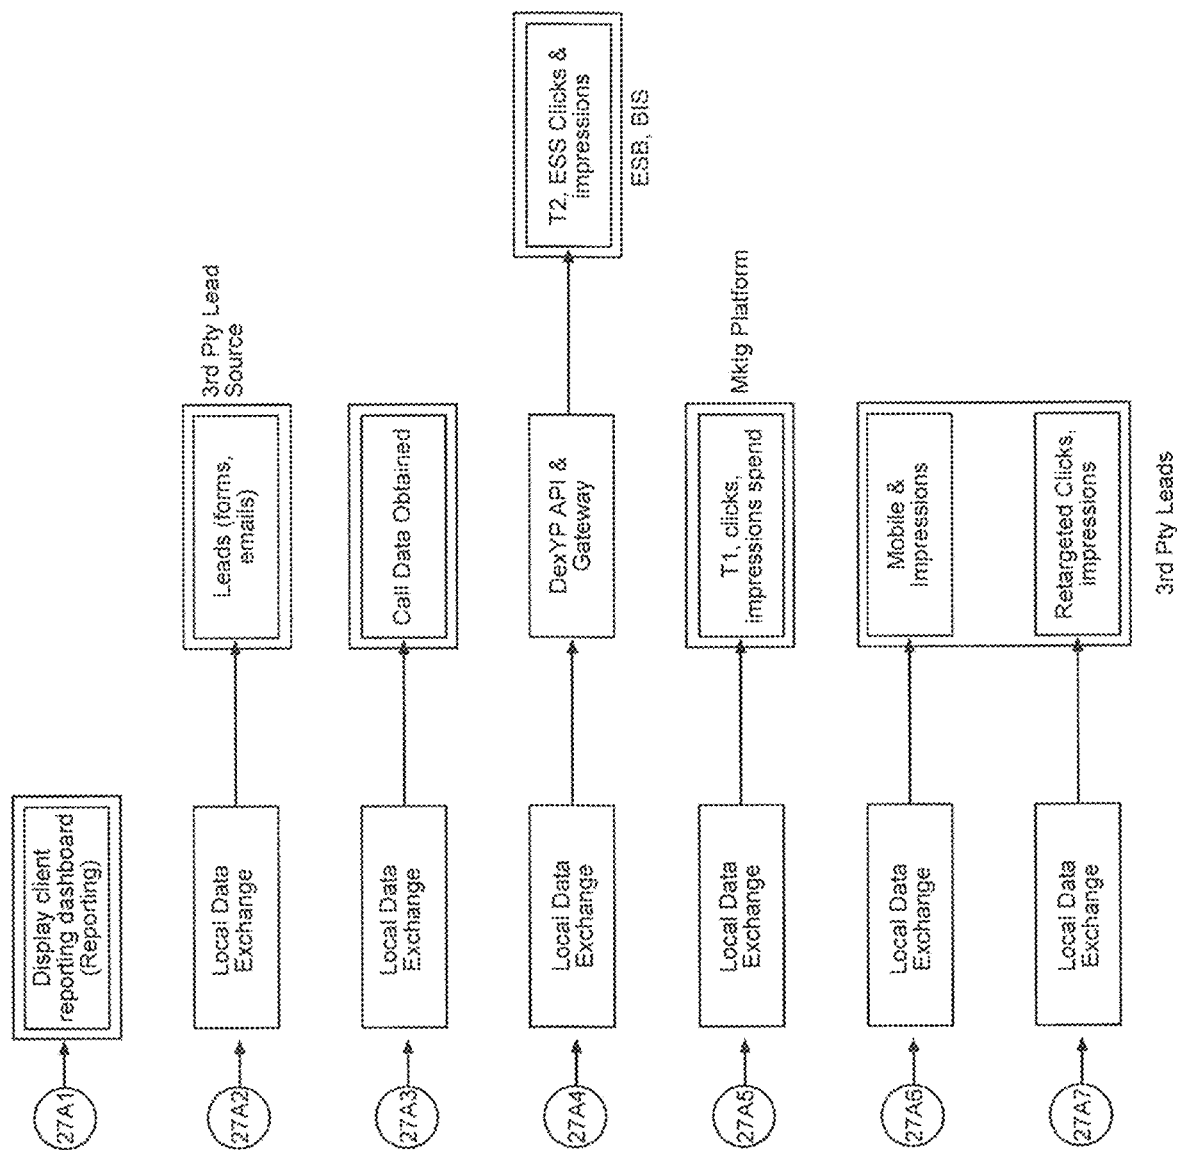 27A1
Display client
reporting dashboard
(Reporting)
27A2
Local Data
Exchange
Leads (forms,
emails)
3rd Pty Lead
Source
27A3
Local Data
Exchange
Call Data Obtained
27A4
Local Data
Exchange
DexYP API &
Gateway
T2, ESS Clicks &
impressions
ESB, BIS
27A5
Local Data
Exchange
T1, clicks,
impressions spend
Mktg Platform
27A6
Local Data
Exchange
Mobile &
Impressions
27A7
Local Data
Exchange
Retargeted Clicks,
impressions
3rd Pty Leads